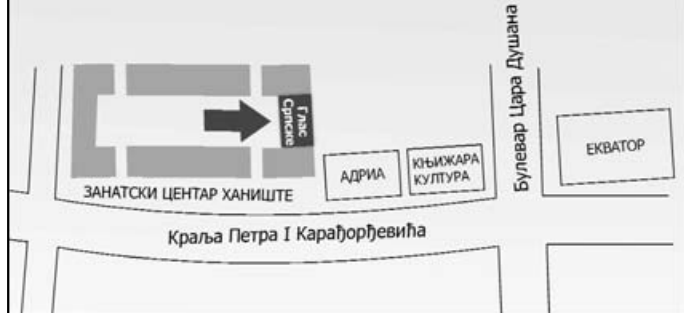 Булевар Цара Душана
Глас
Српске
ЕКВАТОР
КЊИЖАРА
КУЛТУРА
АДРИА
ЗАНАТСКИ ЦЕНТАР ХАНИШТЕ
Краља Петра I Карађорђевића